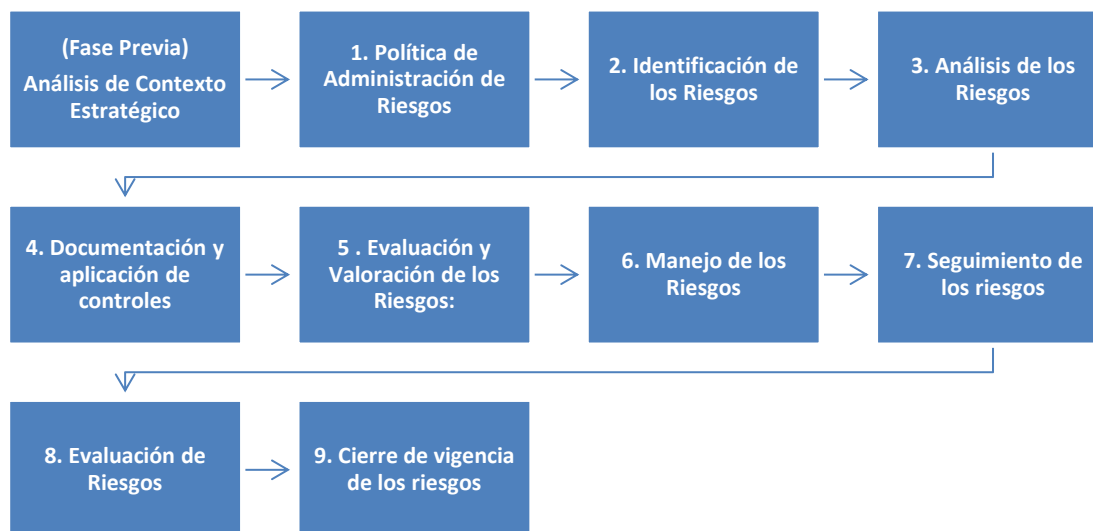 (Fase Previa)
Análisis de Contexto
Estratégico
1. Política de
Administración de
Riesgos
2. Identificación de
los Riesgos
3. Análisis de los
Riesgos
4. Documentación y
aplicación de
controles
5 . Evaluación y
Valoración de los
Riesgos:
6. Manejo de los
Riesgos
7. Seguimiento de
los riesgos
8. Evaluación de
Riesgos
9. Cierre de vigencia
de los riesgos